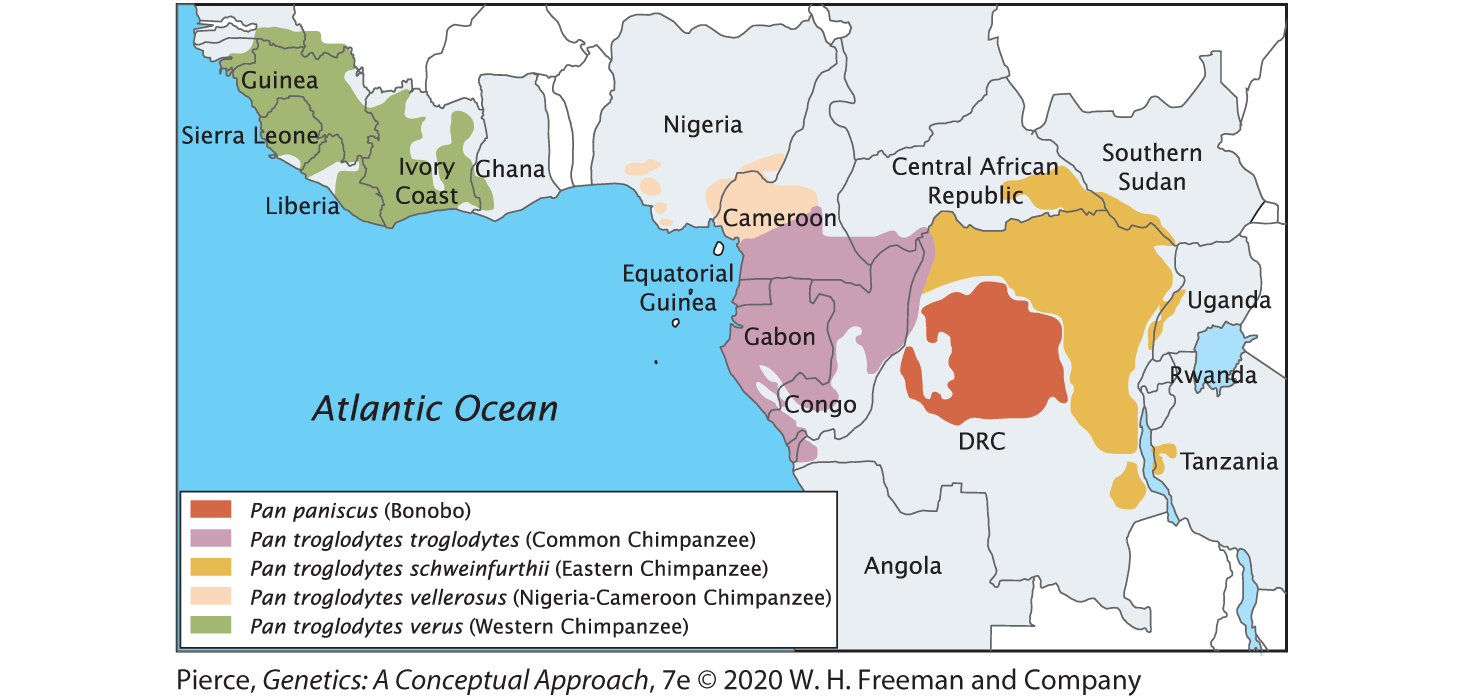 Guinea
Sierra Leone
Liberia
Ivory
Coast
Ghana
Nigeria
Cameroon
Central African
Republic
Southern
Sudan
Equatorial
Guinea
Gabon
Congo
DRC
Uganda
Rwanda
Tanzania
Angola
Atlantic Ocean
Pan paniscus (Bonobo)
Pan troglodytes troglodytes (Common Chimpanzee)
Pan troglodytes schweinfurthii (Eastern Chimpanzee)
Pan troglodytes vellerosus (Nigeria-Cameroon Chimpanzee)
Pan troglodytes verus (Western Chimpanzee)
Pierce, Genetics: A Conceptual Approach, 7e © 2020 W. H. Freeman and Company